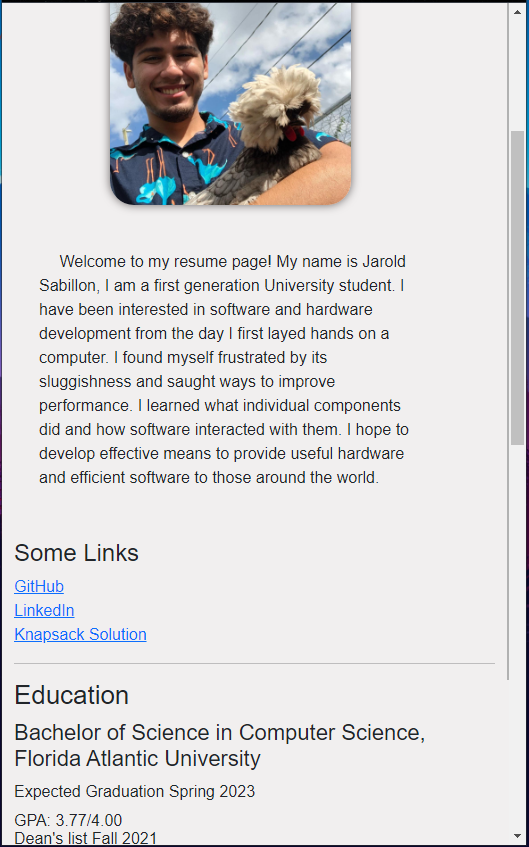 Welcome to my resume page! My name is Jarold
Sabillon, I am a first generation University student. I
have been interested in software and hardware
development from the day I first layed hands on a
computer. I found myself frustrated by its
sluggishness and saught ways to improve
performance. I learned what individual components
did and how software interacted with them. I hope to
develop effective means to provide useful hardware
and efficient software to those around the world.
Some Links
GitHub
LinkedIn
Knapsack Solution
Education
Bachelor of Science in Computer Science,
Florida Atlantic University
Expected Graduation Spring 2023
GPA: 3.77/4.00
Dean's list Fall 2021